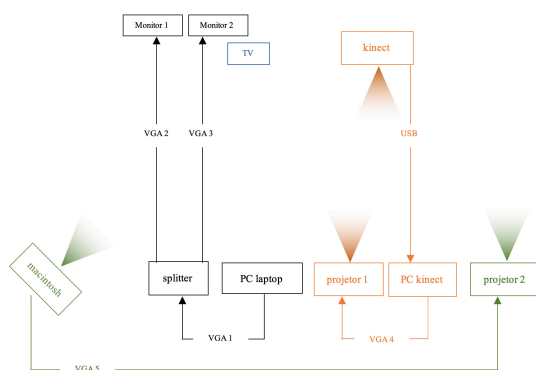 Monitor 1
Monitor 2
TV
kinect
VGA 2
VGA 3
USB
macintosh
splitter
PC laptop
projetor 1
PC kinect
projetor 2
VGA 1
VGA 4
VGA 5